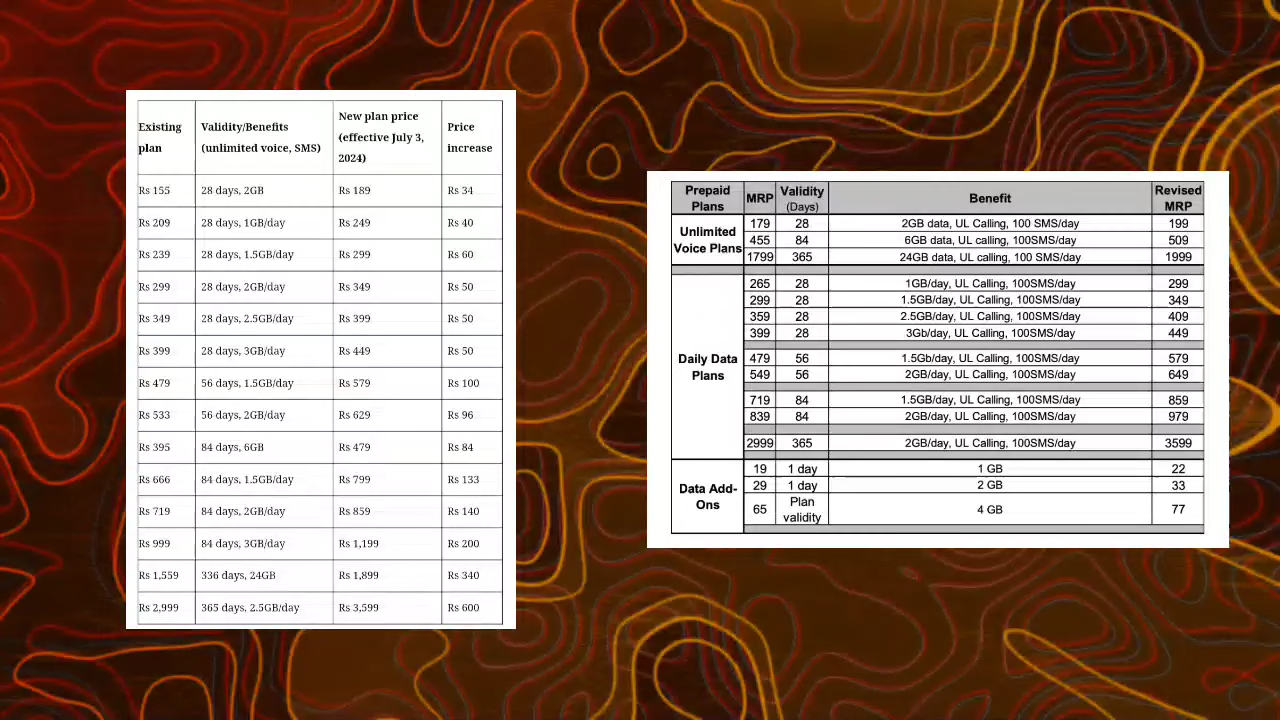 Existing plan | Validity/Benefits (unlimited voice, SMS) | New plan price (effective July 3, 2024) | Price increase
Rs 155 | 28 days, 2GB | Rs 189 | Rs 34
Rs 209 | 28 days, 1GB/day | Rs 249 | Rs 40
Rs 239 | 28 days, 1.5GB/day | Rs 299 | Rs 60
Rs 299 | 28 days, 2GB/day | Rs 349 | Rs 50
Rs 349 | 28 days, 2.5GB/day | Rs 399 | Rs 50
Rs 399 | 28 days, 3GB/day | Rs 449 | Rs 50
Rs 479 | 56 days, 1.5GB/day | Rs 579 | Rs 100
Rs 533 | 56 days, 2GB/day | Rs 629 | Rs 96
Rs 395 | 84 days, 6GB | Rs 479 | Rs 84
Rs 666 | 84 days, 1.5GB/day | Rs 799 | Rs 133
Rs 719 | 84 days, 2GB/day | Rs 859 | Rs 140
Rs 999 | 84 days, 3GB/day | Rs 1,199 | Rs 200
Rs 1,559 | 336 days, 24GB | Rs 1,899 | Rs 340
Rs 2,999 | 365 days, 2.5GB/day | Rs 3,599 | Rs 600
Prepaid Plans | MRP | Validity (Days) | Benefit | Revised MRP
Unlimited Voice Plans
179 | 28 | 2GB data, UL Calling, 100 SMS/day | 199
455 | 84 | 6GB data, UL calling, 100SMS/day | 509
1799 | 365 | 24GB data, UL calling, 100 SMS/day | 1999
Daily Data Plans
265 | 28 | 1GB/day, UL Calling, 100SMS/day | 299
299 | 28 | 1.5GB/day, UL Calling, 100SMS/day | 349
359 | 28 | 2.5GB/day, UL Calling, 100SMS/day | 409
399 | 28 | 3Gb/day, UL Calling, 100SMS/day | 449
479 | 56 | 1.5Gb/day, UL Calling, 100SMS/day | 579
549 | 56 | 2GB/day, UL Calling, 100SMS/day | 649
719 | 84 | 1.5GB/day, UL Calling, 100SMS/day | 859
839 | 84 | 2GB/day, UL Calling, 100SMS/day | 979
2999 | 365 | 2GB/day, UL Calling, 100SMS/day | 3599
Data Add-Ons
19 | 1 day | 1 GB | 22
29 | 1 day | 2 GB | 33
65 | Plan validity | 4 GB | 77